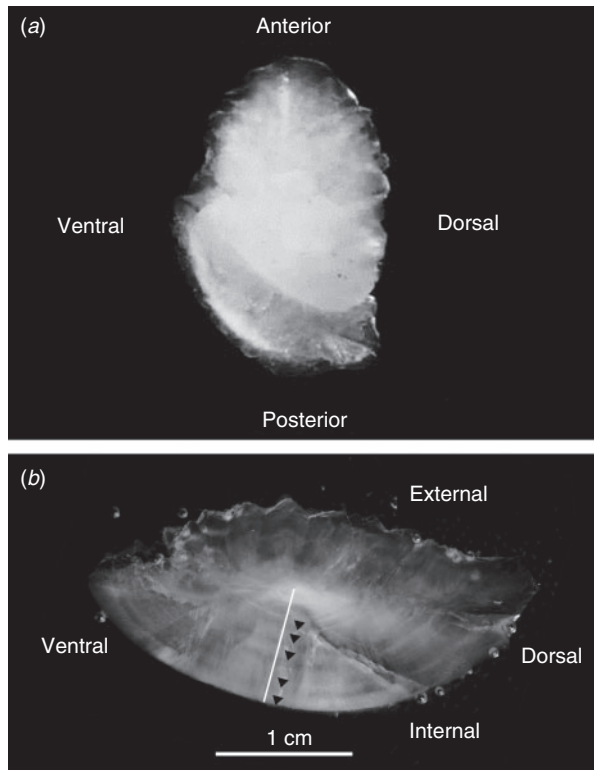 (a)
Anterior
Ventral
Dorsal
Posterior
(b)
External
Ventral
Dorsal
Internal
1 cm